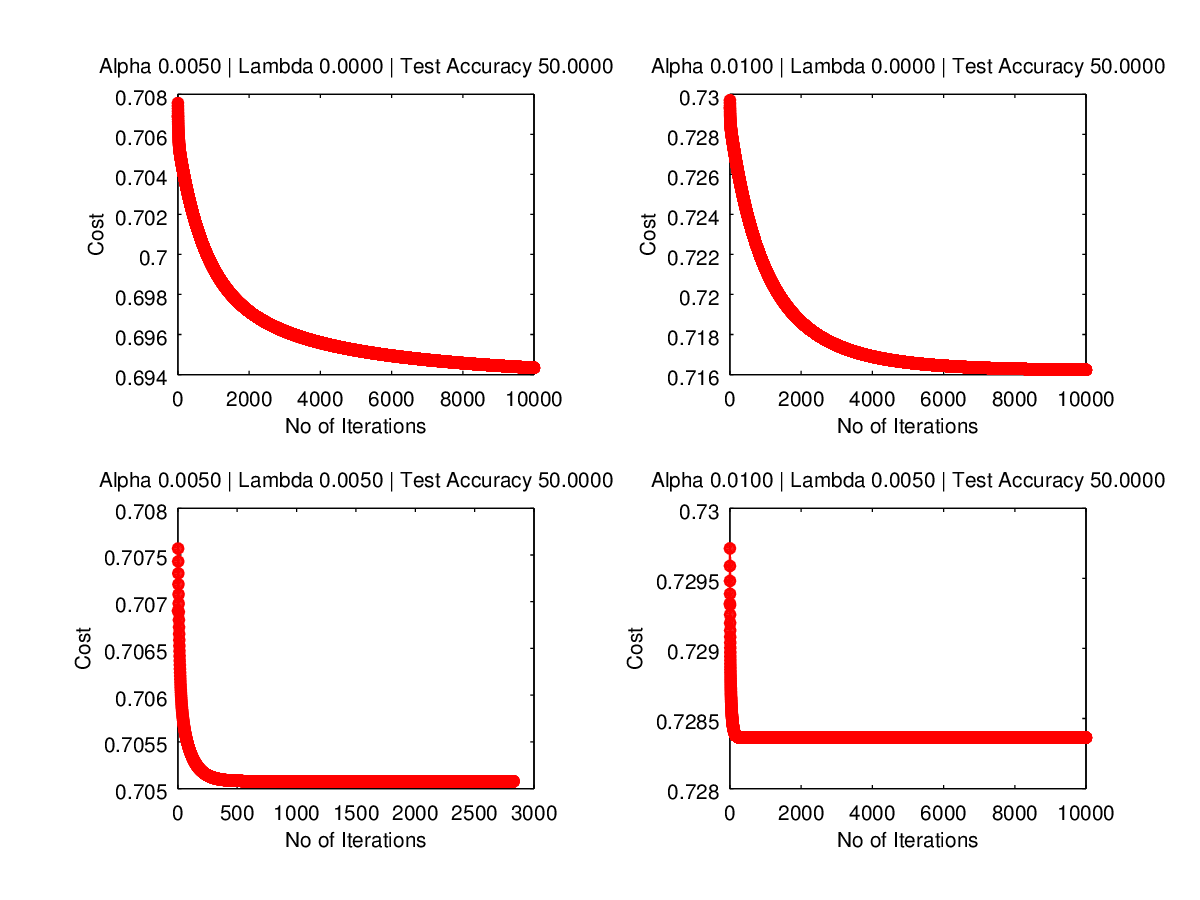 Alpha 0.0050 | Lambda 0.0000 | Test Accuracy 50.0000
0.708
0.706
0.704
0.702
0.7
0.698
0.696
0.694
Cost
0 2000 4000 6000 8000 10000
No of Iterations
Alpha 0.0100 | Lambda 0.0000 | Test Accuracy 50.0000
0.73
0.728
0.726
0.724
0.722
0.72
0.718
0.716
Cost
0 2000 4000 6000 8000 10000
No of Iterations
Alpha 0.0050 | Lambda 0.0050 | Test Accuracy 50.0000
0.708
0.7075
0.707
0.7065
0.706
0.7055
0.705
Cost
0 500 1000 1500 2000 2500 3000
No of Iterations
Alpha 0.0100 | Lambda 0.0050 | Test Accuracy 50.0000
0.73
0.7295
0.729
0.7285
0.728
Cost
0 2000 4000 6000 8000 10000
No of Iterations